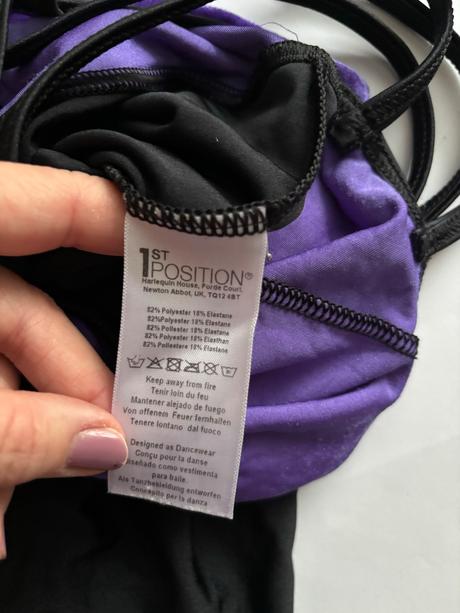 1ST
POSITION®
Harlequin House, Forde Court,
Newton Abbot, UK, TQ12 4BT
82% Polyester 18% Elastane
82%Polyester 18% Elastane
82% Poliéster 18% Elastano
82% Polyester 18% Elasthan
82% Poliestere 18% Elastene
Keep away from fire
Tenir loin du feu
Mantener alejado de fuego
Von offenem Feuer fernhalten
Tenere lontano dal fuoco
Designed as Dancewear
Conçu pour la danse
Diseñado como vestimenta
para baile.
Als Tanzbekleidung entworfen
Concepito per la danza